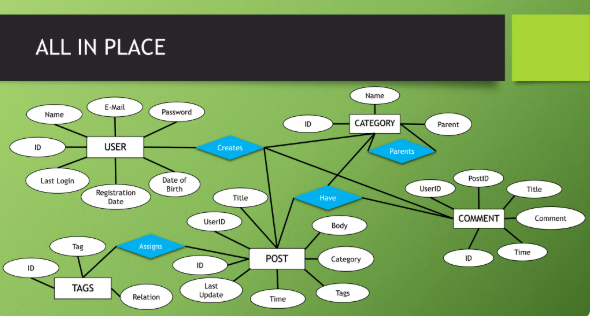 ALL IN PLACE
Name
E-Mail
Password
ID
USER
Last Login
Registration
Date
Date of
Birth
Creates
Name
ID
CATEGORY
Parent
Parents
Title
UserID
Have
Body
UserID
PostID
Title
COMMENT
Comment
ID
Time
Tag
Assigns
ID
TAGS
Relation
ID
POST
Category
Last
Update
Time
Tags